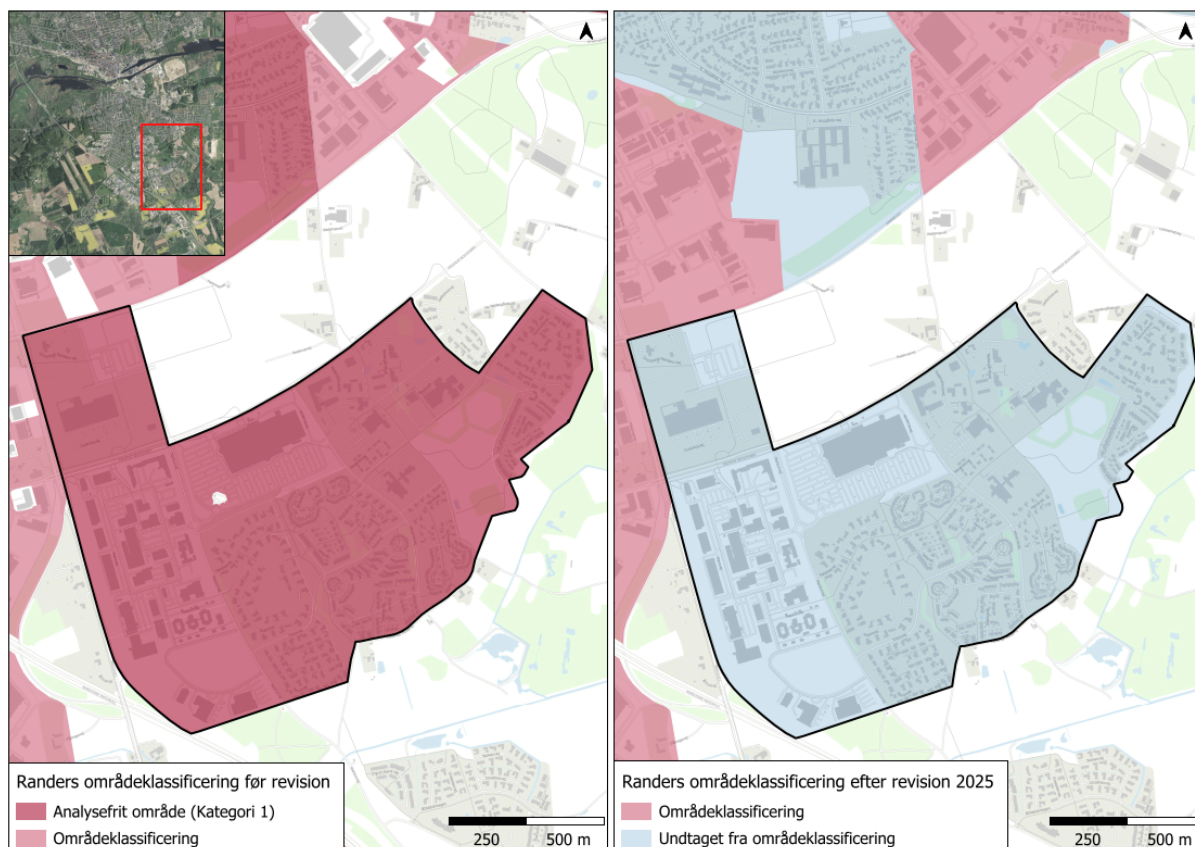 Randers områdeklassificering før revision
Analysefrit område (Kategori 1)
Områdeklassificering
250 500 m
Randers områdeklassificering efter revision 2025
Områdeklassificering
Undtaget fra områdeklassificering
250 500 m